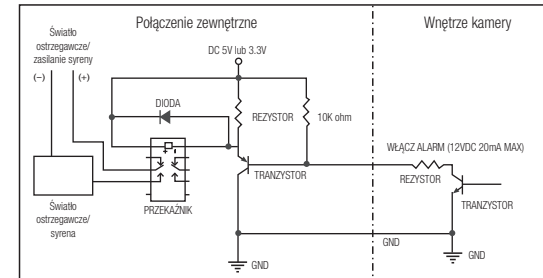 Połączenie zewnętrzne
Wnętrze kamery
Światło
ostrzegawcze/
zasilanie syreny
(−)
(+)
DC 5V lub 3.3V
DIODA
REZYSTOR
10K ohm
WŁĄCZ ALARM (12VDC 20mA MAX)
TRANZYSTOR
REZYSTOR
TRANZYSTOR
PRZEKAŹNIK
Światło
ostrzegawcze/
syrena
GND
GND
GND